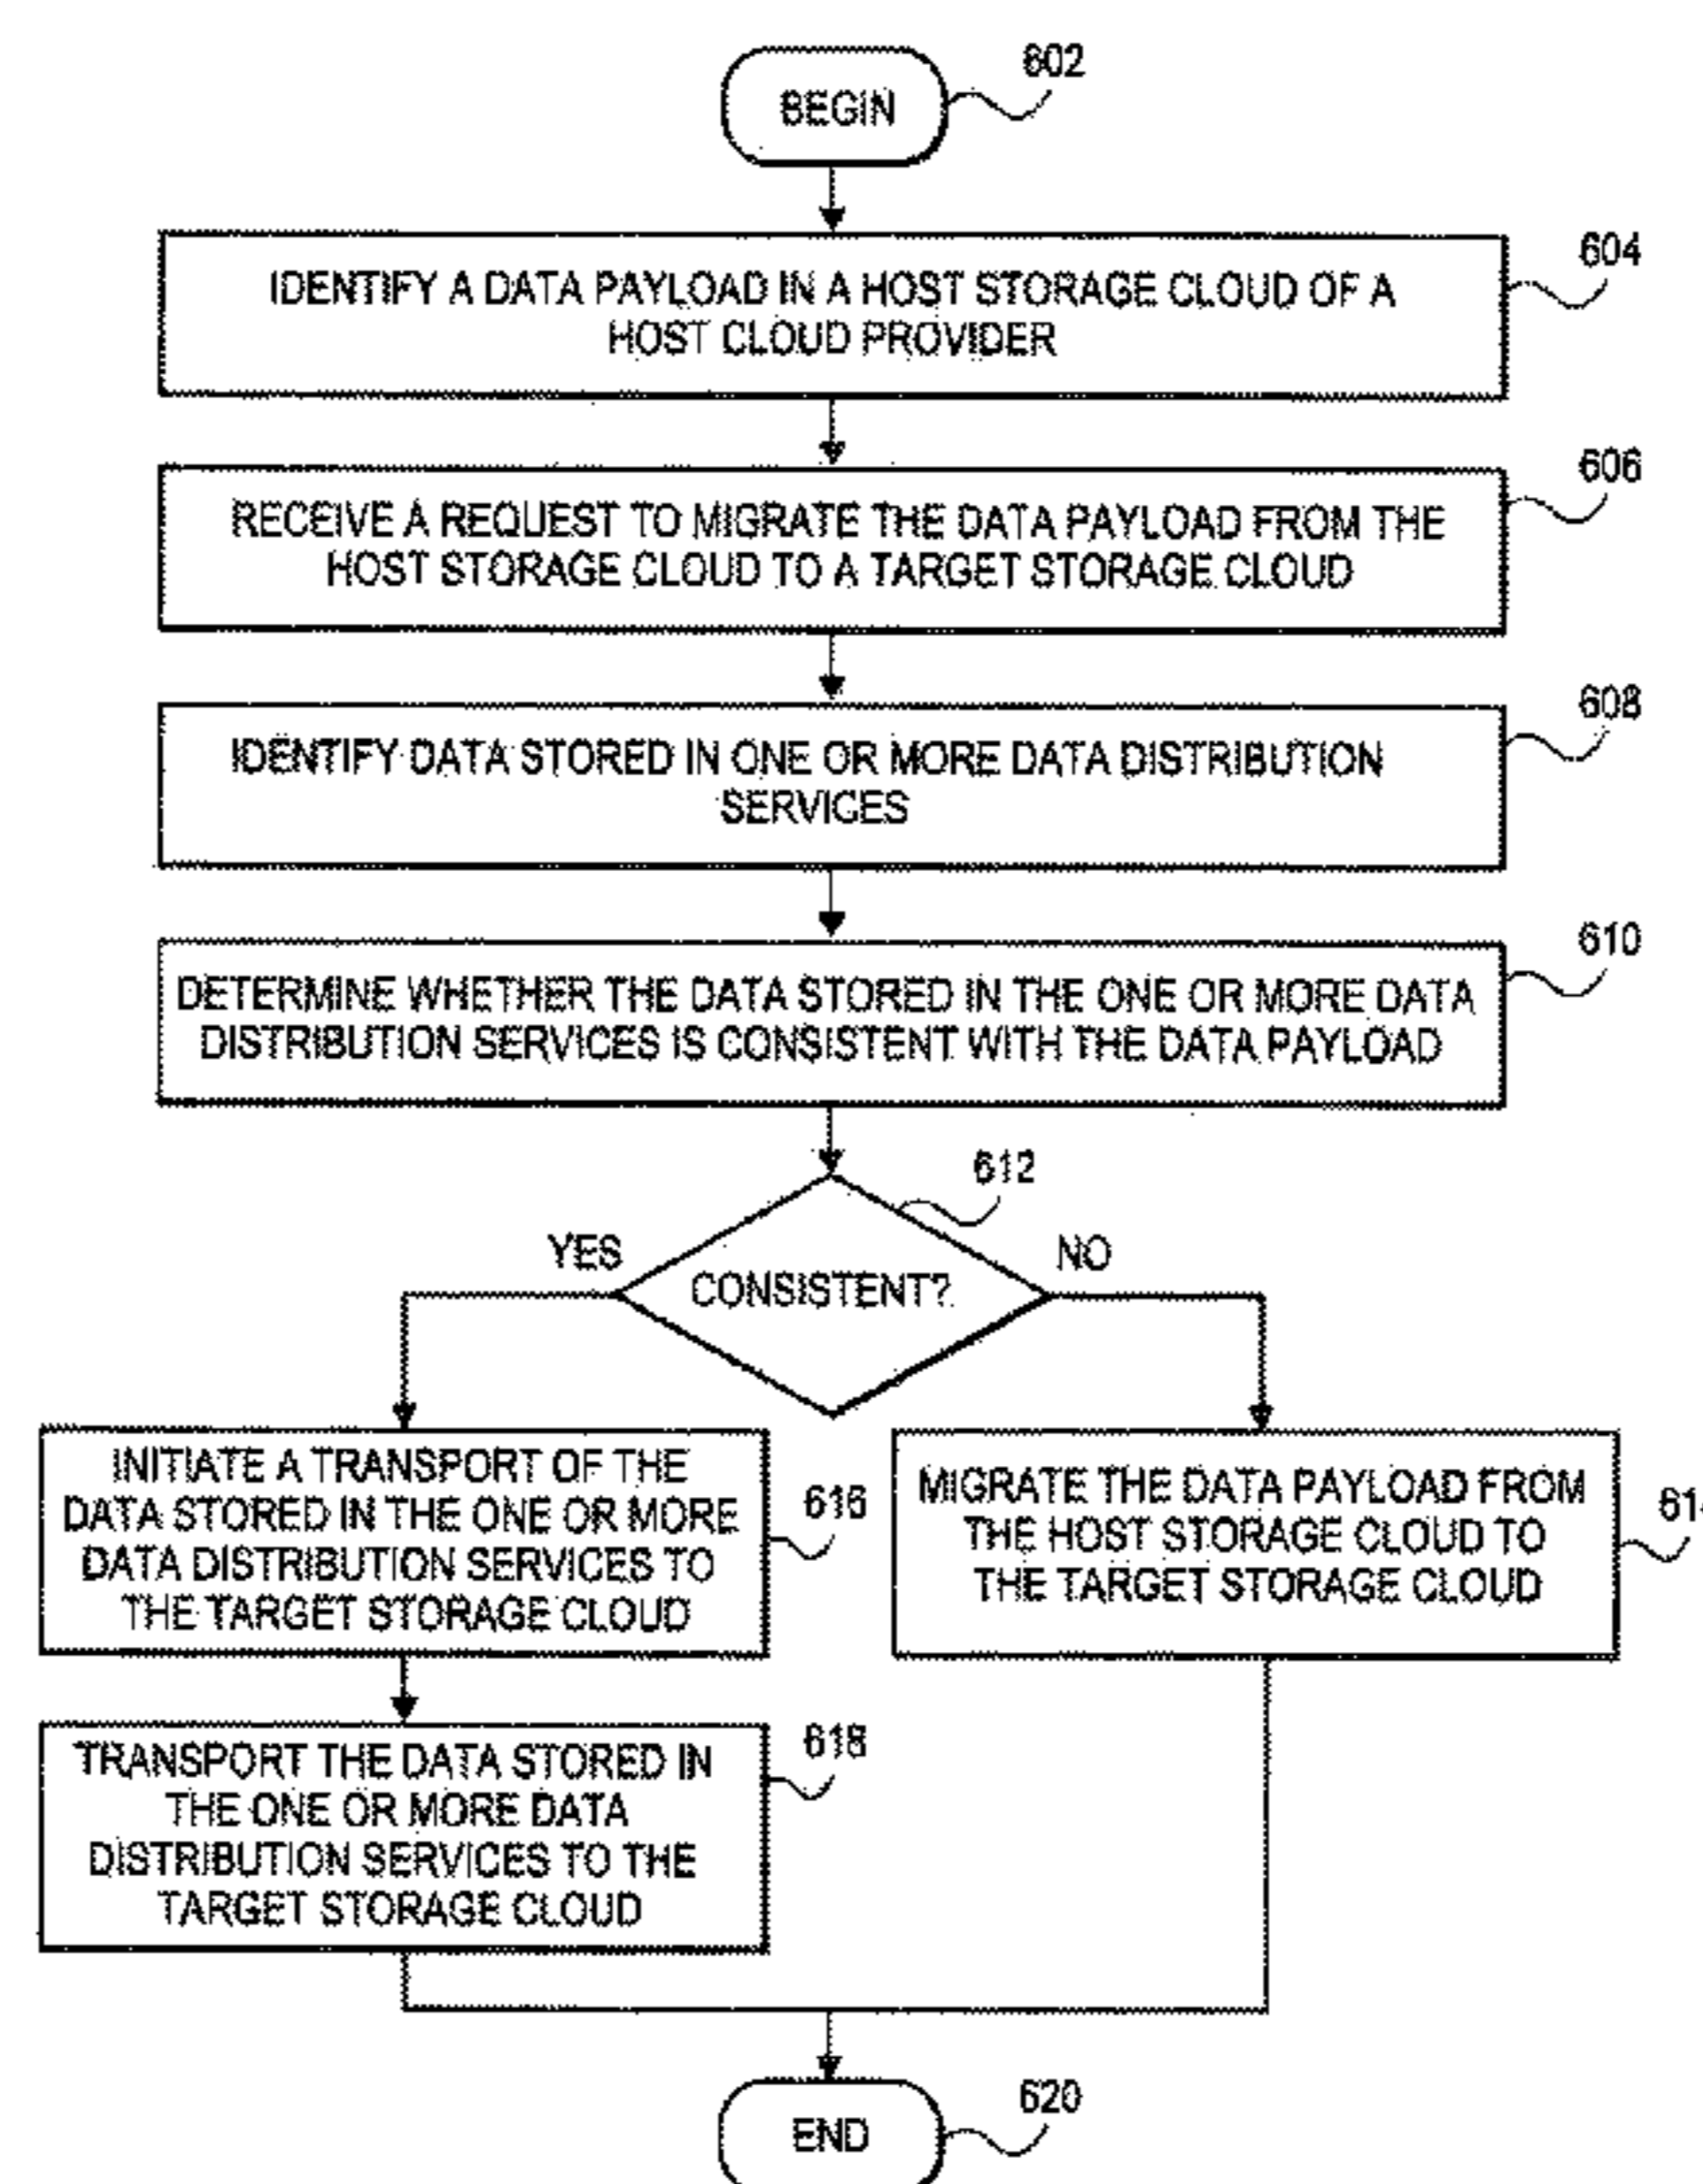 BEGIN
602
IDENTIFY A DATA PAYLOAD IN A HOST STORAGE CLOUD OF A
HOST CLOUD PROVIDER
604
RECEIVE A REQUEST TO MIGRATE THE DATA PAYLOAD FROM THE
HOST STORAGE CLOUD TO A TARGET STORAGE CLOUD
606
IDENTIFY DATA STORED IN ONE OR MORE DATA DISTRIBUTION
SERVICES
608
DETERMINE WHETHER THE DATA STORED IN THE ONE OR MORE DATA
DISTRIBUTION SERVICES IS CONSISTENT WITH THE DATA PAYLOAD
610
612
YES
CONSISTENT?
NO
INITIATE A TRANSPORT OF THE
DATA STORED IN THE ONE OR MORE
DATA DISTRIBUTION SERVICES TO
THE TARGET STORAGE CLOUD
616
MIGRATE THE DATA PAYLOAD FROM
THE HOST STORAGE CLOUD TO
THE TARGET STORAGE CLOUD
TRANSPORT THE DATA STORED IN
THE ONE OR MORE DATA
DISTRIBUTION SERVICES TO THE
TARGET STORAGE CLOUD
618
END
620